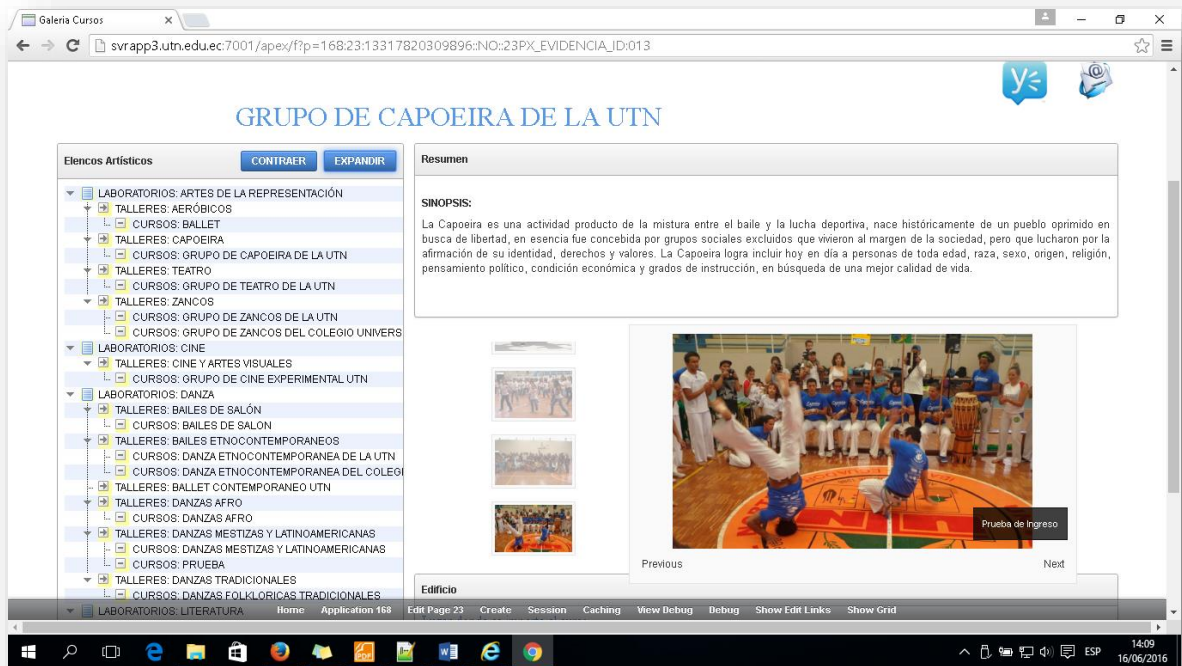 Galeria Cursos
svrapp3.utn.edu.ec:7001/apex/f?p=168:23:13317820309896::NO::23PX_EVIDENCIA_ID:013
GRUPO DE CAPOEIRA DE LA UTN
Elencos Artísticos
CONTRAER
EXPANDIR
LABORATORIOS: ARTES DE LA REPRESENTACIÓN
TALLERES: AERÓBICOS
CURSOS: BALLET
TALLERES: CAPOEIRA
CURSOS: GRUPO DE CAPOEIRA DE LA UTN
TALLERES: TEATRO
CURSOS: GRUPO DE TEATRO DE LA UTN
TALLERES: ZANCOS
CURSOS: GRUPO DE ZANCOS DE LA UTN
CURSOS: GRUPO DE ZANCOS DEL COLEGIO UNIVERS
LABORATORIOS: CINE
TALLERES: CINE Y ARTES VISUALES
CURSOS: GRUPO DE CINE EXPERIMENTAL UTN
LABORATORIOS: DANZA
TALLERES: BAILES DE SALÓN
CURSOS: BAILES DE SALON
TALLERES: BAILES ETNOCONTEMPORANEOS
CURSOS: DANZA ETNOCONTEMPORANEA DE LA UTN
CURSOS: DANZA ETNOCONTEMPORANEA DEL COLEGI
TALLERES: BALLET CONTEMPORANEO UTN
TALLERES: DANZAS AFRO
CURSOS: DANZAS AFRO
TALLERES: DANZAS MESTIZAS Y LATINOAMERICANAS
CURSOS: DANZAS MESTIZAS Y LATINOAMERICANAS
CURSOS: PRUEBA
TALLERES: DANZAS TRADICIONALES
CURSOS: DANZAS FOLKLORICAS TRADICIONALES
LABORATORIOS: LITERATURA
Resumen
SINOPSIS:
La Capoeira es una actividad producto de la mistura entre el baile y la lucha deportiva, nace históricamente de un pueblo oprimido en
busca de libertad, en esencia fue concebida por grupos sociales excluidos que vivieron al margen de la sociedad, pero que lucharon por la
afirmación de su identidad, derechos y valores. La Capoeira logra incluir hoy en día a personas de toda edad, raza, sexo, origen, religión,
pensamiento político, condición económica y grados de instrucción, en búsqueda de una mejor calidad de vida.
Prueba de Ingreso
Previous
Next
Edificio
Home Application 168 Edit Page 23 Create Session Caching View Debug Debug Show Edit Links Show Grid
ESP
14:09
16/06/2016